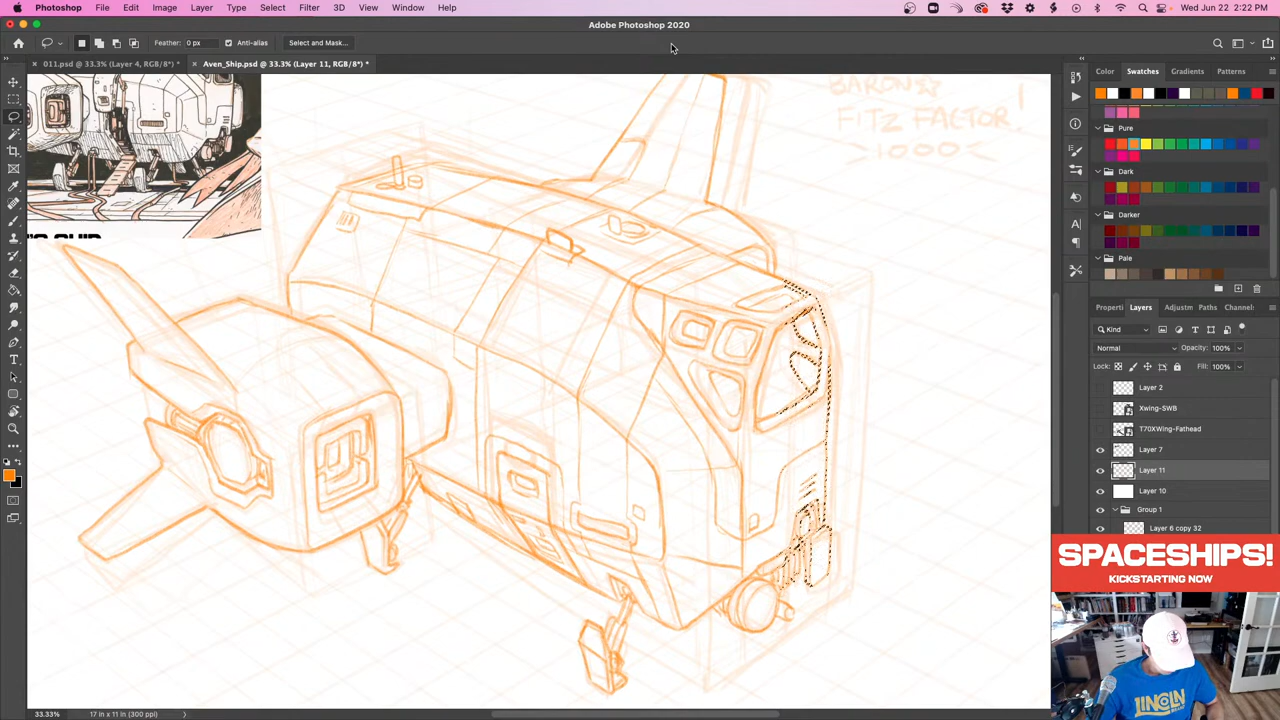 Photoshop File Edit Image Layer Type Select Filter 3D View Window Help Wed Jun 22 2:22 PM
Adobe Photoshop 2020
Feather: 0 px Anti-alias Select and Mask...
011.psd @ 33.3% (Layer 4, RGB/8*) * Aven_Ship.psd @ 33.3% (Layer 11, RGB/8*) *
Color Swatches Gradients Patterns
Pure
Dark
Darker
Pale
Properti Layers Adjustm Paths Channel:
Kind
Normal Opacity: 100%
Lock: Fill: 100%
Layer 2
Xwing-SWB
T70XWing-Fathead
Layer 7
Layer 11
Layer 10
Group 1
Layer 6 copy 32
FITZ FACTOR
1000<
SPACESHIPS!
KICKSTARTING NOW
LINCOLN
33.33% 17 in x 11 in (300 ppi)